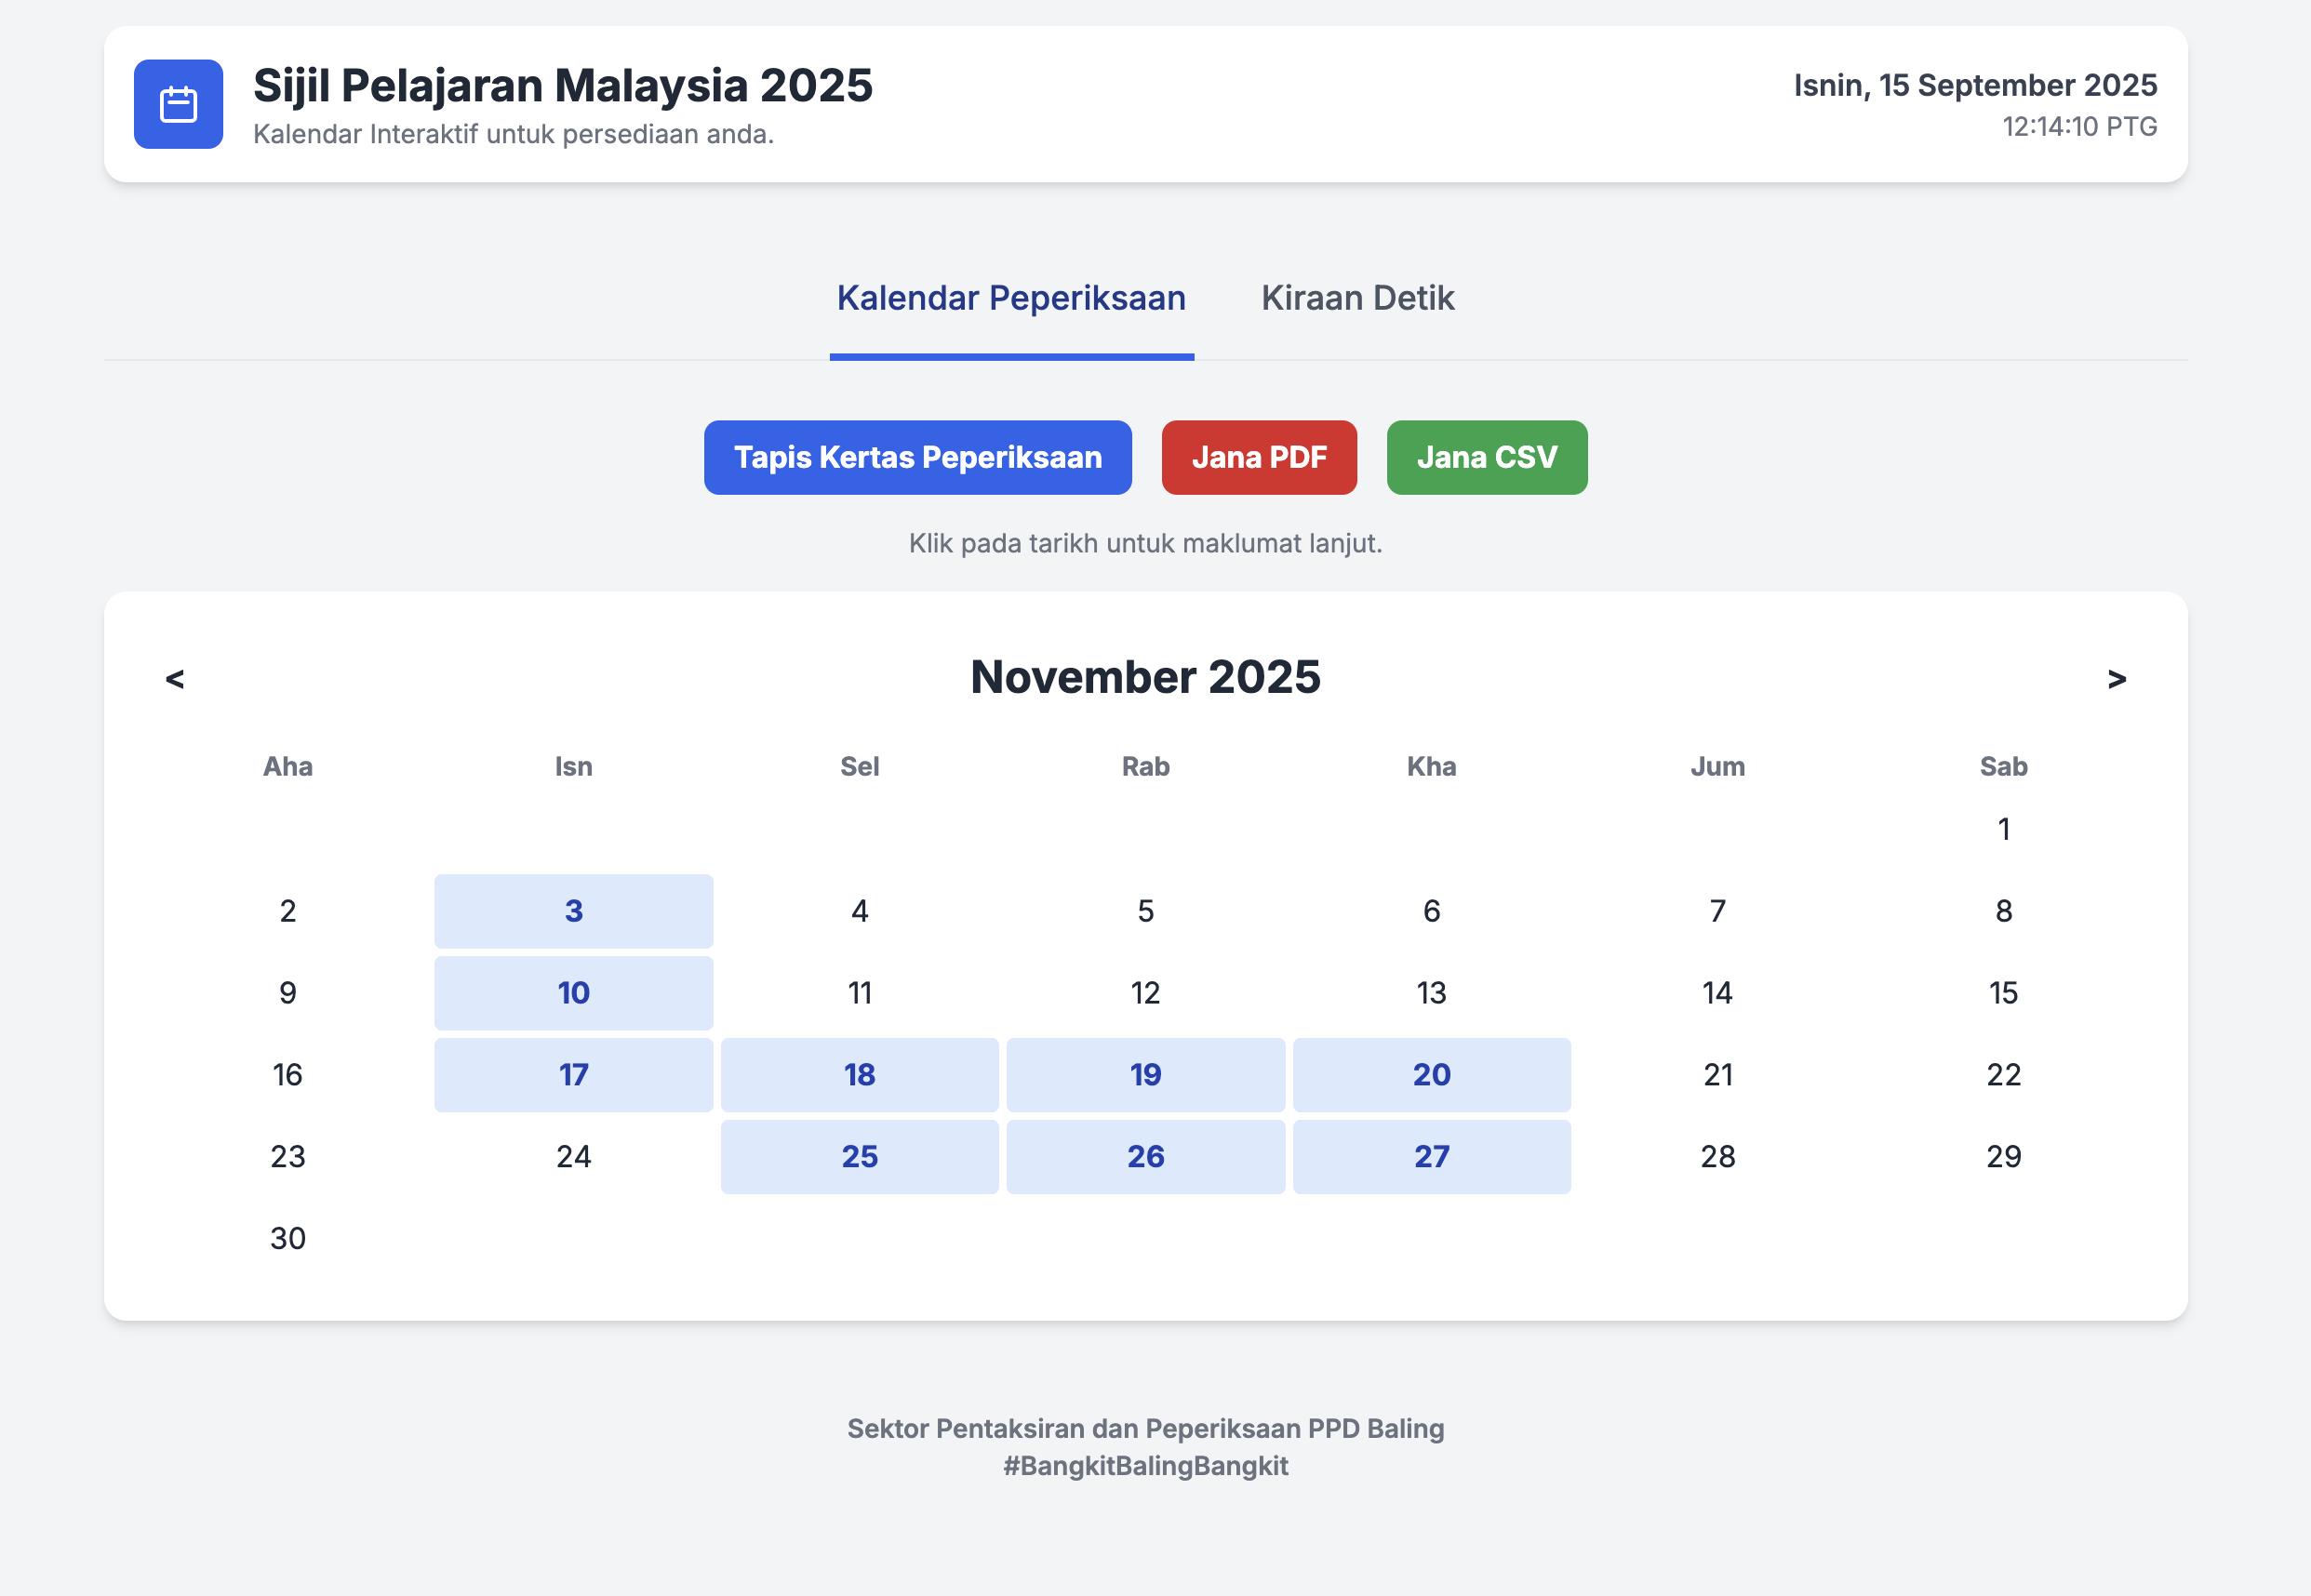 Sijil Pelajaran Malaysia 2025
Kalendar Interaktif untuk persediaan anda.
Isnin, 15 September 2025
12:14:10 PTG
Kalendar Peperiksaan Kiraan Detik
Tapis Kertas Peperiksaan Jana PDF Jana CSV
Klik pada tarikh untuk maklumat lanjut.
< November 2025 >
Aha Isn Sel Rab Kha Jum Sab
1
2 3 4 5 6 7 8
9 10 11 12 13 14 15
16 17 18 19 20 21 22
23 24 25 26 27 28 29
30
Sektor Pentaksiran dan Peperiksaan PPD Baling
#BangkitBalingBangkit